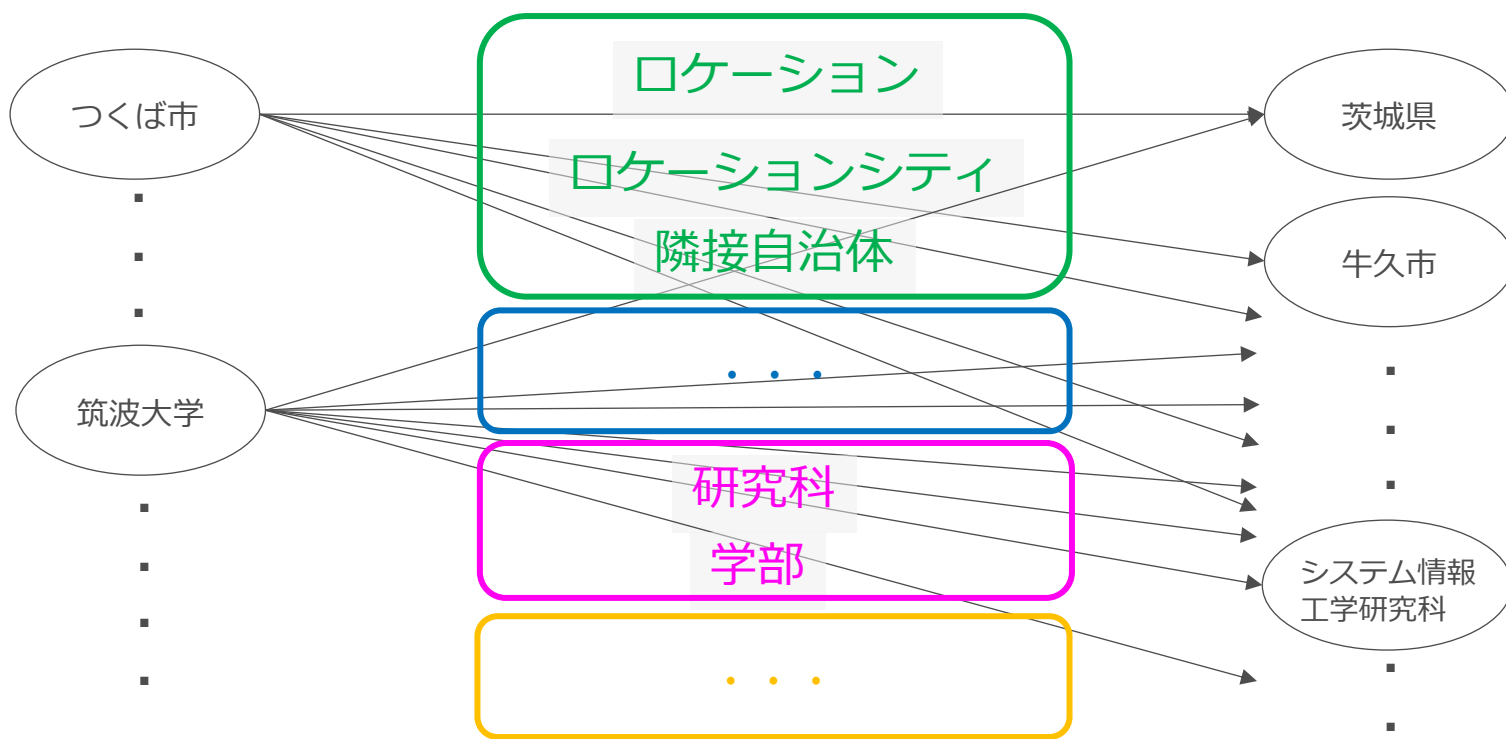 つくば市
筑波大学
ロケーション
ロケーションシティ
隣接自治体
・・・
研究科
学部
・・・
茨城県
牛久市
システム情報
工学研究科